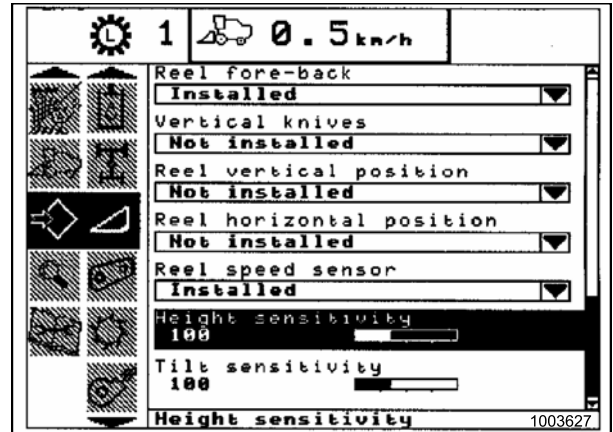 L 1 0.5km/h
Reel fore-back
Installed
Vertical knives
Not installed
Reel vertical position
Not installed
Reel horizontal position
Not installed
Reel speed sensor
Installed
Height sensitivity
100
Tilt sensitivity
100
Height sensitivity
1003627